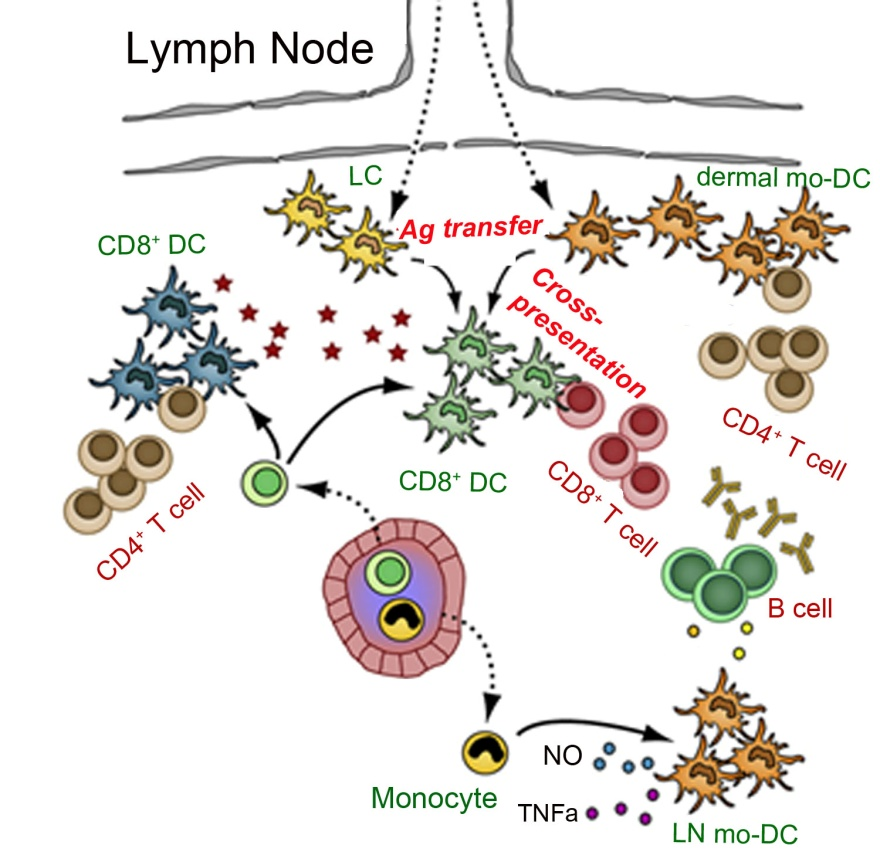 Lymph Node
LC
dermal mo-DC
CD8⁺ DC
Ag transfer
Cross-
presentation
CD4⁺ T cell
CD8⁺ DC
CD8⁺ T cell
CD4⁺ T cell
B cell
NO
Monocyte
TNFa
LN mo-DC